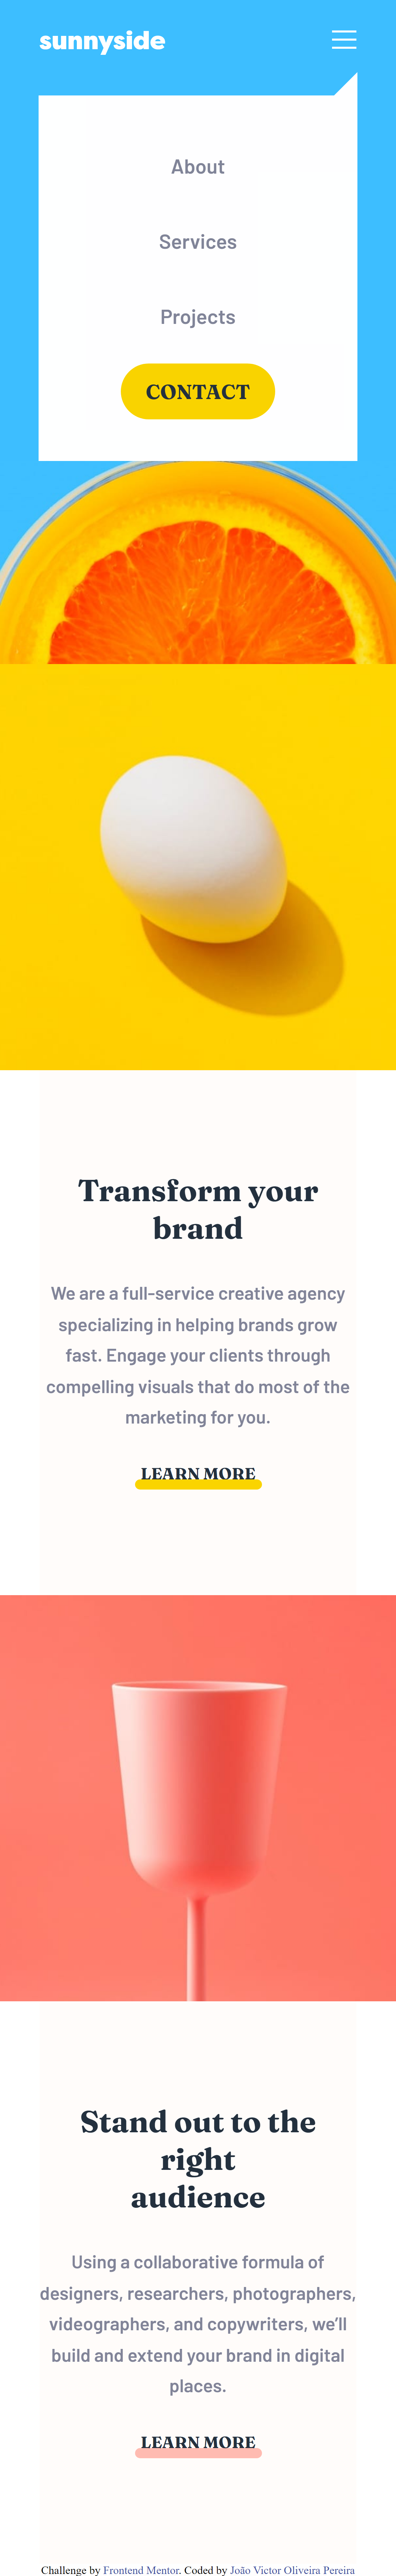 sunnyside
About
Services
Projects
CONTACT
Transform your
brand
We are a full-service creative agency
specializing in helping brands grow
fast. Engage your clients through
compelling visuals that do most of the
marketing for you.
LEARN MORE
Stand out to the
right
audience
Using a collaborative formula of
designers, researchers, photographers,
videographers, and copywriters, we’ll
build and extend your brand in digital
places.
LEARN MORE
Challenge by Frontend Mentor. Coded by João Victor Oliveira Pereira